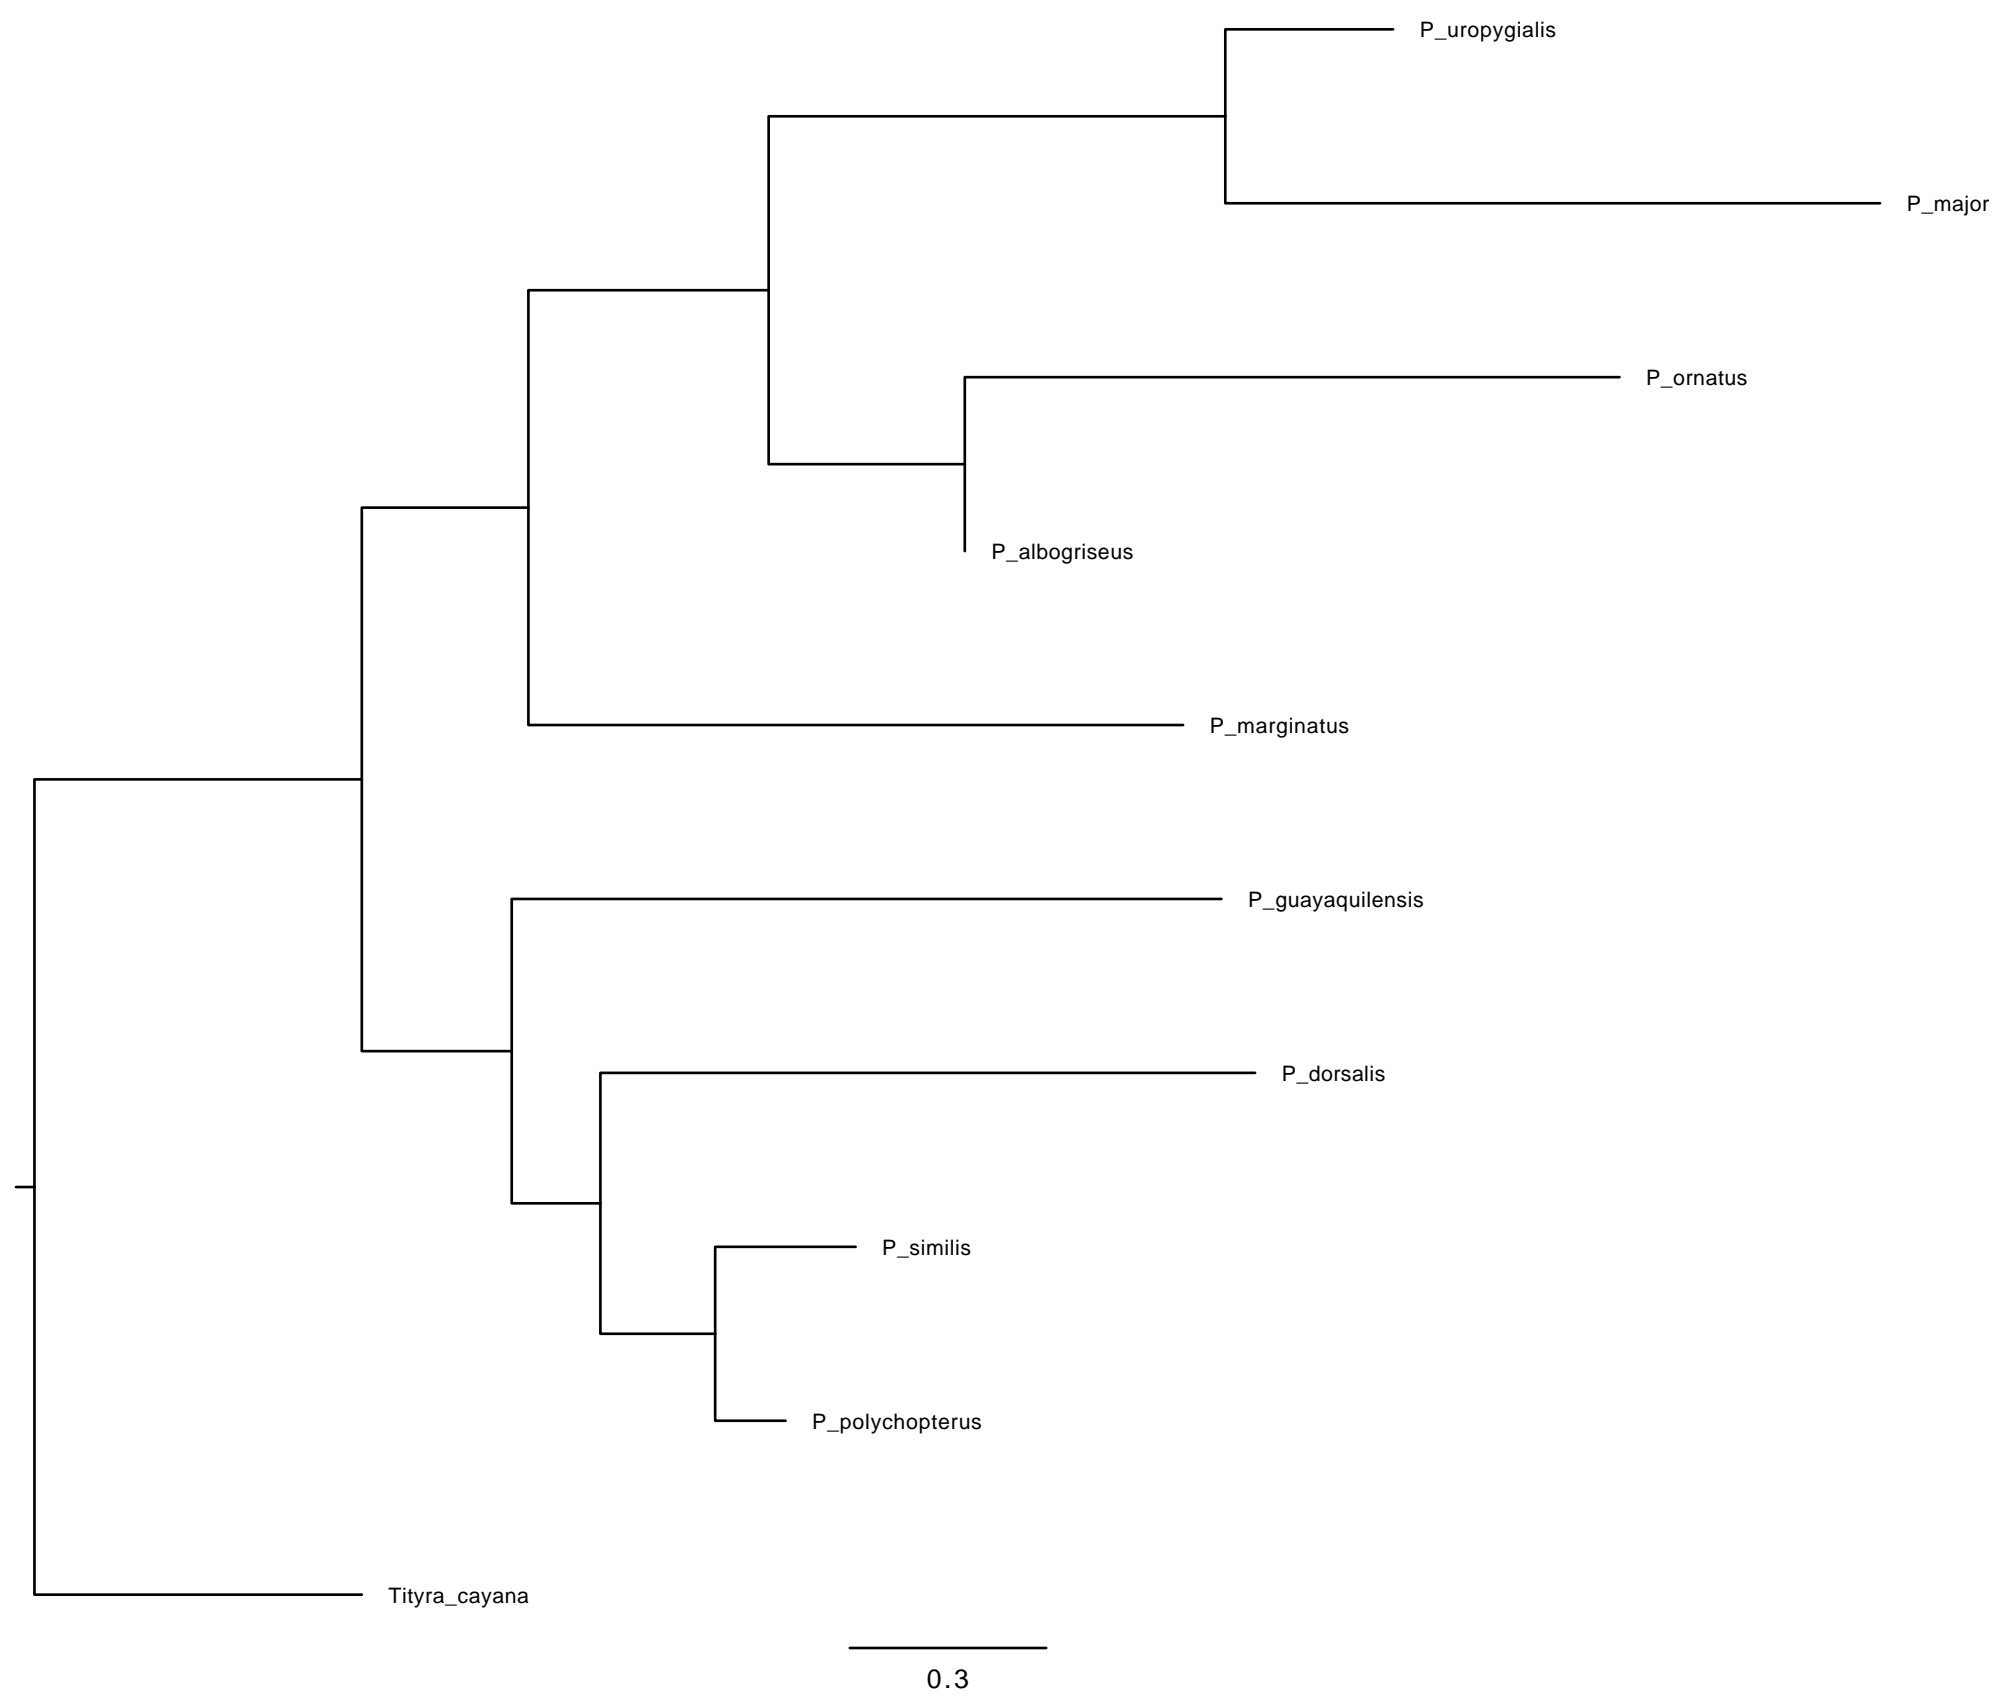 P_uropygialis
P_major
P_ornatus
P_albogriseus
P_marginatus
P_guayaquilensis
P_dorsalis
P_similis
P_polychopterus
Tityra_cayana
0.3